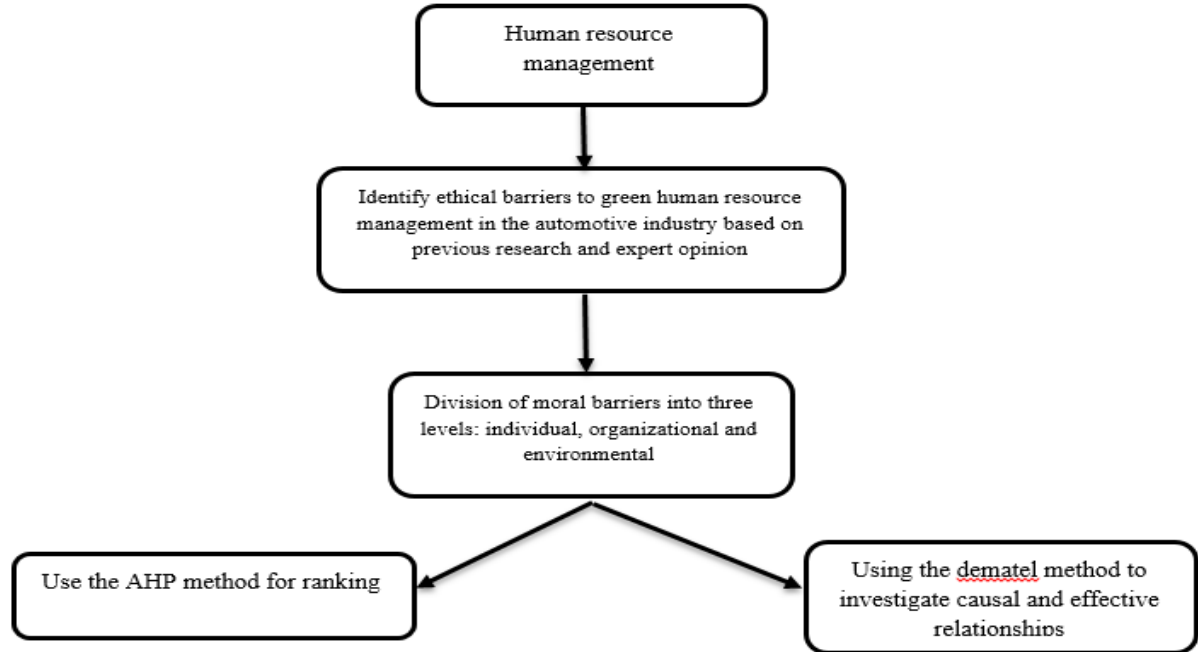 Human resource
management
Identify ethical barriers to green human resource
management in the automotive industry based on
previous research and expert opinion
Division of moral barriers into three
levels: individual, organizational and
environmental
Use the AHP method for ranking
Using the dematel method to
investigate causal and effective
relationships